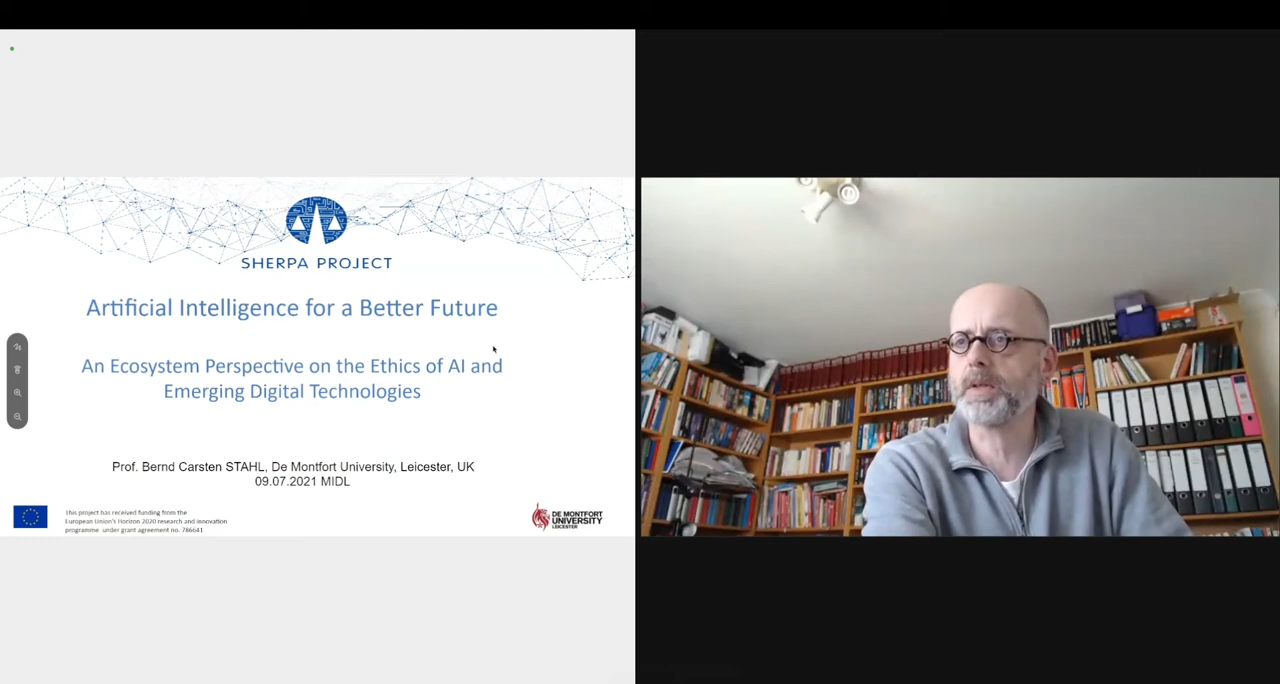 SHERPA PROJECT
Artificial Intelligence for a Better Future
An Ecosystem Perspective on the Ethics of AI and
Emerging Digital Technologies
Prof. Bernd Carsten STAHL, De Montfort University, Leicester, UK
09.07.2021 MIDL
This project has received funding from the
European Union's Horizon 2020 research and innovation
programme under grant agreement no. 786641
DE MONTFORT
UNIVERSITY
LEICESTER